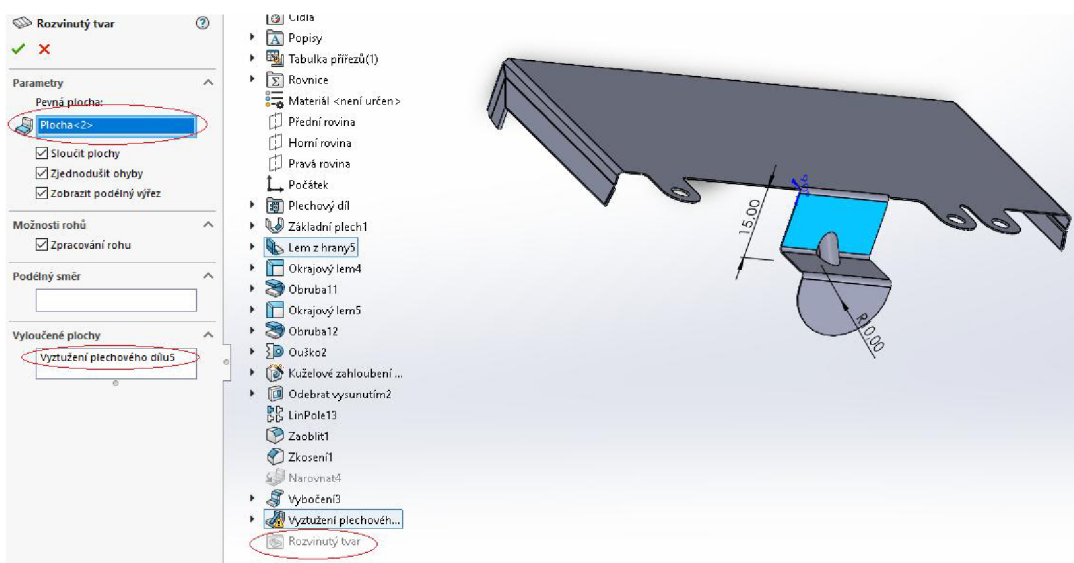 Rozvinutý tvar
Parametry
Pevná plocha:
Plocha<2>
Sloučit plochy
Zjednodušit ohyby
Zobrazit podélný výřez
Možnosti rohů
Zpracování rohu
Podélný směr
Vyloučené plochy
Vyztužení plechového dílu5
Čidla
Popisy
Tabulka přířezů(1)
Rovnice
Materiál <není určen>
Přední rovina
Horní rovina
Pravá rovina
Počátek
Plechový díl
Základní plech1
Lem z hrany5
Okrajový lem4
Obruba11
Okrajový lem5
Obruba12
Ouško2
Kuželové zahloubení ...
Odebrat vysunutím2
LinPole13
Zaoblit1
Zkosení1
Narovnat4
Vybočení3
Vyztužení plechovéh...
Rozvinutý tvar
15.00
R10.00